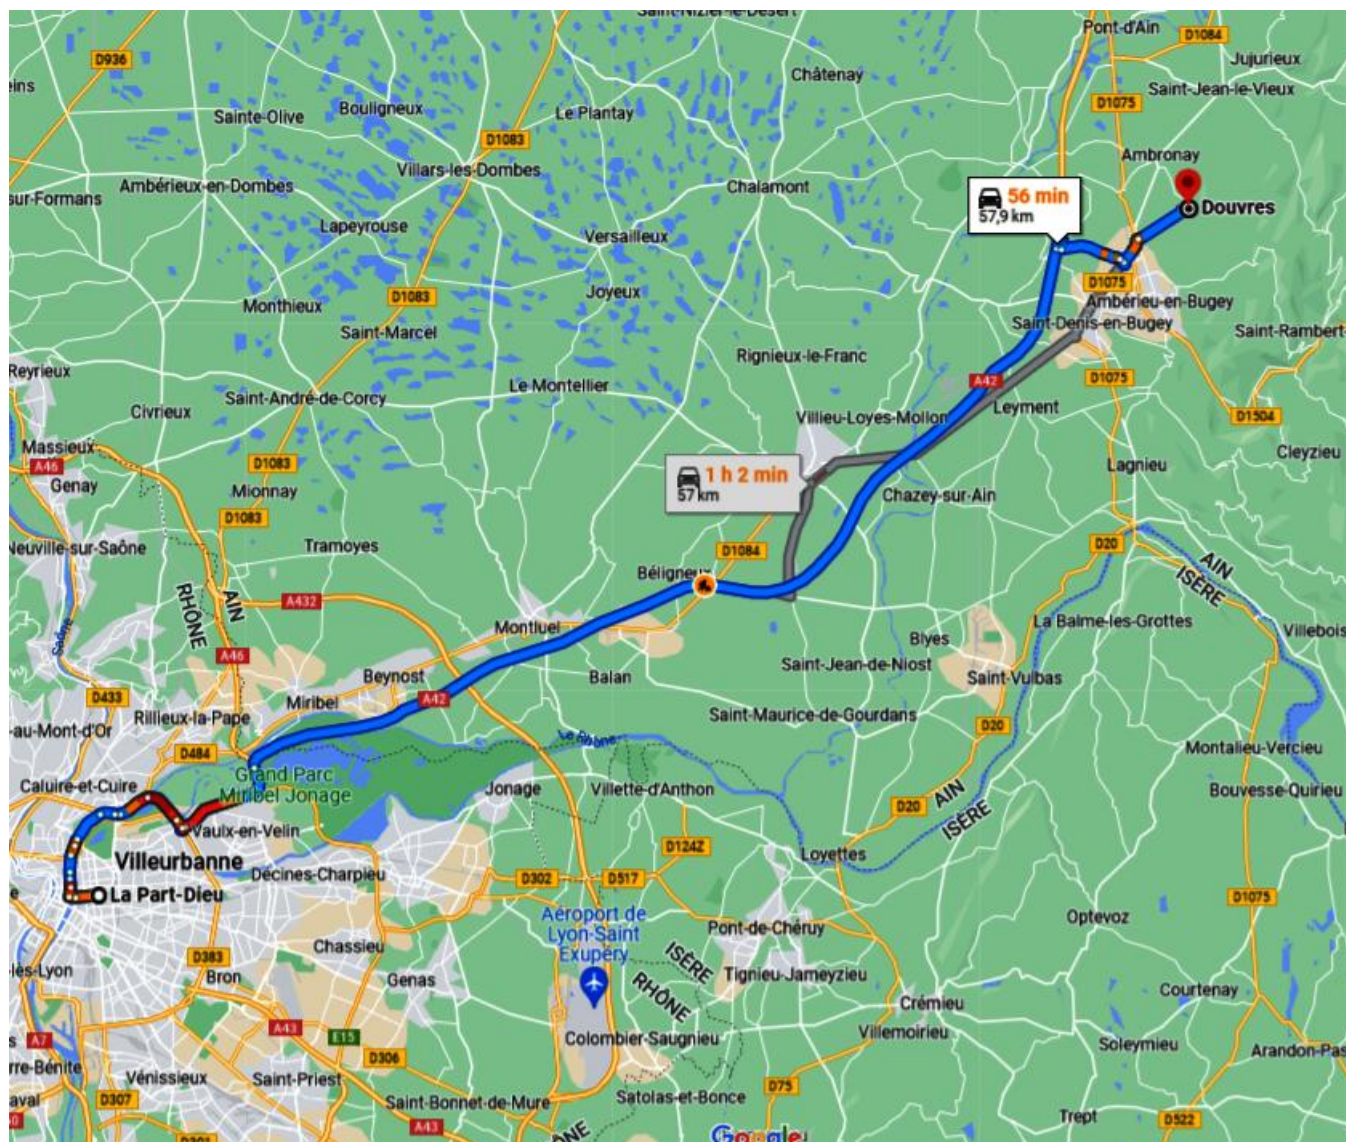 Saint-Nizier-le-Désert
Pont-d'Ain
D1084
D936
Jujurieux
Châtenay
Saint-Jean-le-Vieux
Bouligneux
Le Plantay
D1075
Sainte-Olive
D1083
Ambronay
Villars-les-Dombes
Ambérieux-en-Dombes
Chalamont
56 min
57,9 km
sur-Formans
Douvres
Lapeyrouse
Versailleux
D1075
D1083
Joyeux
Ambérieu-en-Bugey
Monthieux
Saint-Denis-en-Bugey
Saint-Marcel
Saint-Rambert-
Rignieux-le-Franc
Reyrieux
A42
D1075
Le Montellier
Saint-André-de-Corcy
Leyment
Civrieux
Villieu-Loyes-Mollon
D1504
Massieux
Cleyzieu
A46
D1083
Lagnieu
1 h 2 min
57 km
Genay
Mionnay
Chazey-sur-Ain
D1083
Tramoyes
D20
Neuville-sur-Saône
D1084
AIN
ISÈRE
Béligneux
RHÔNE
AIN
A432
La Balme-les-Grottes
Montluel
Villebois
Saône
Blyes
A46
Saint-Jean-de-Niost
Beynost
Balan
Saint-Vulbas
D433
Miribel
A42
Rillieux-la-Pape
Saint-Maurice-de-Gourdans
D20
-au-Mont-d'Or
Le Rhône
D484
Montalieu-Vercieu
Grand Parc
Miribel Jonage
Caluire-et-Cuire
Jonage
Villette-d'Anthon
Bouvesse-Quirieu
AIN
D20
ISÈRE
Vaulx-en-Velin
D124Z
Villeurbanne
Loyettes
Décines-Charpieu
D302
D517
La Part-Dieu
D1075
Aéroport de
Lyon-Saint
Exupéry
Optevoz
Pont-de-Chéruy
Chassieu
D383
ISÈRE
RHÔNE
-lès-Lyon
Bron
Genas
Tignieu-Jameyzieu
Courtenay
Crémieu
A43
E15
Villemoirieu
A7
Colombier-Saugnieu
Soleymieu
Arandon-Pas
D306
rre-Bénite
Vénissieux
Saint-Priest
D75
Satolas-et-Bonce
D307
Saint-Bonnet-de-Mure
Trept
D522
A43
Google